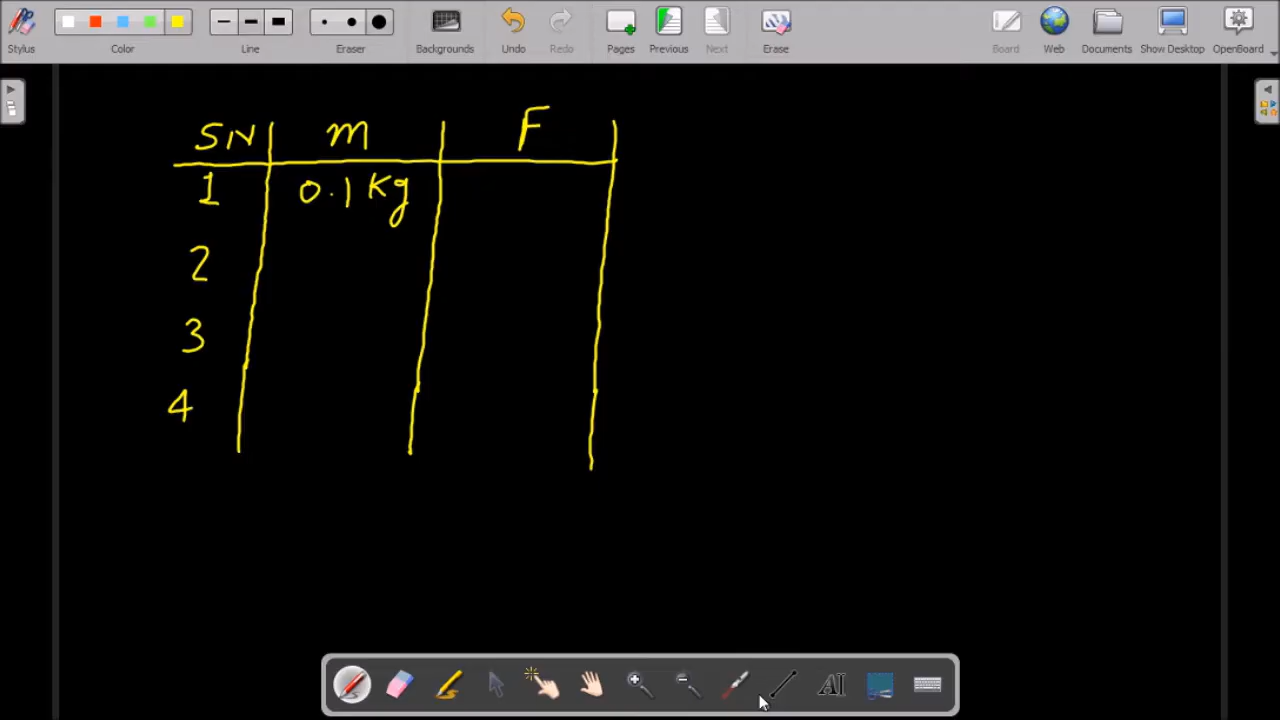 Stylus Color Line Eraser Backgrounds Undo Redo Pages Previous Next Erase Board Web Documents Show Desktop OpenBoard
SN m F
1 0.1 Kg
2
3
4
AI